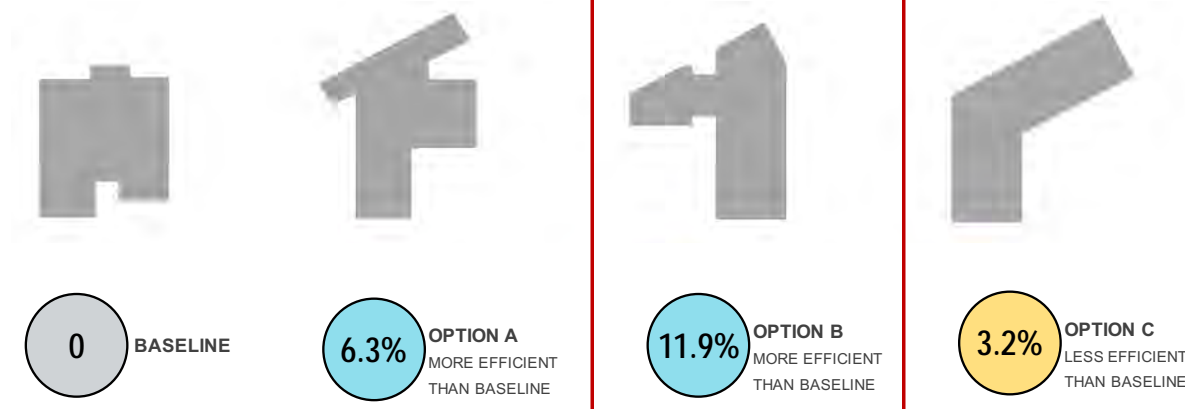 0
BASELINE
6.3%
OPTION A
MORE EFFICIENT
THAN BASELINE
11.9%
OPTION B
MORE EFFICIENT
THAN BASELINE
3.2%
OPTION C
LESS EFFICIENT
THAN BASELINE